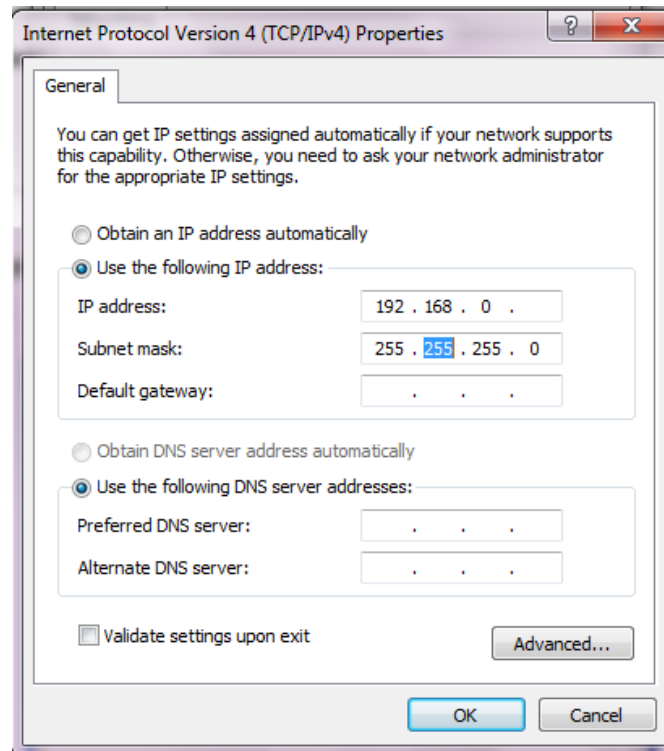 Internet Protocol Version 4 (TCP/IPv4) Properties
General
You can get IP settings assigned automatically if your network supports
this capability. Otherwise, you need to ask your network administrator
for the appropriate IP settings.
Obtain an IP address automatically
Use the following IP address:
IP address: 192 . 168 . 0 .
Subnet mask: 255 . 255 . 255 . 0
Default gateway: . . .
Obtain DNS server address automatically
Use the following DNS server addresses:
Preferred DNS server: . . .
Alternate DNS server: . . .
Validate settings upon exit
Advanced...
OK Cancel